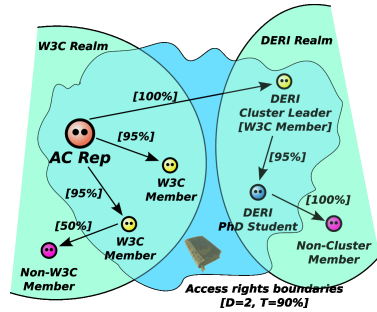 W3C Realm
DERI Realm
[100%]
DERI
Cluster Leader
[W3C Member]
[95%]
AC Rep
W3C
Member
[95%]
[95%]
DERI
PhD Student
[100%]
[50%]
W3C
Member
Non-Cluster
Member
Non-W3C
Member
Access rights boundaries
[D=2, T=90%]